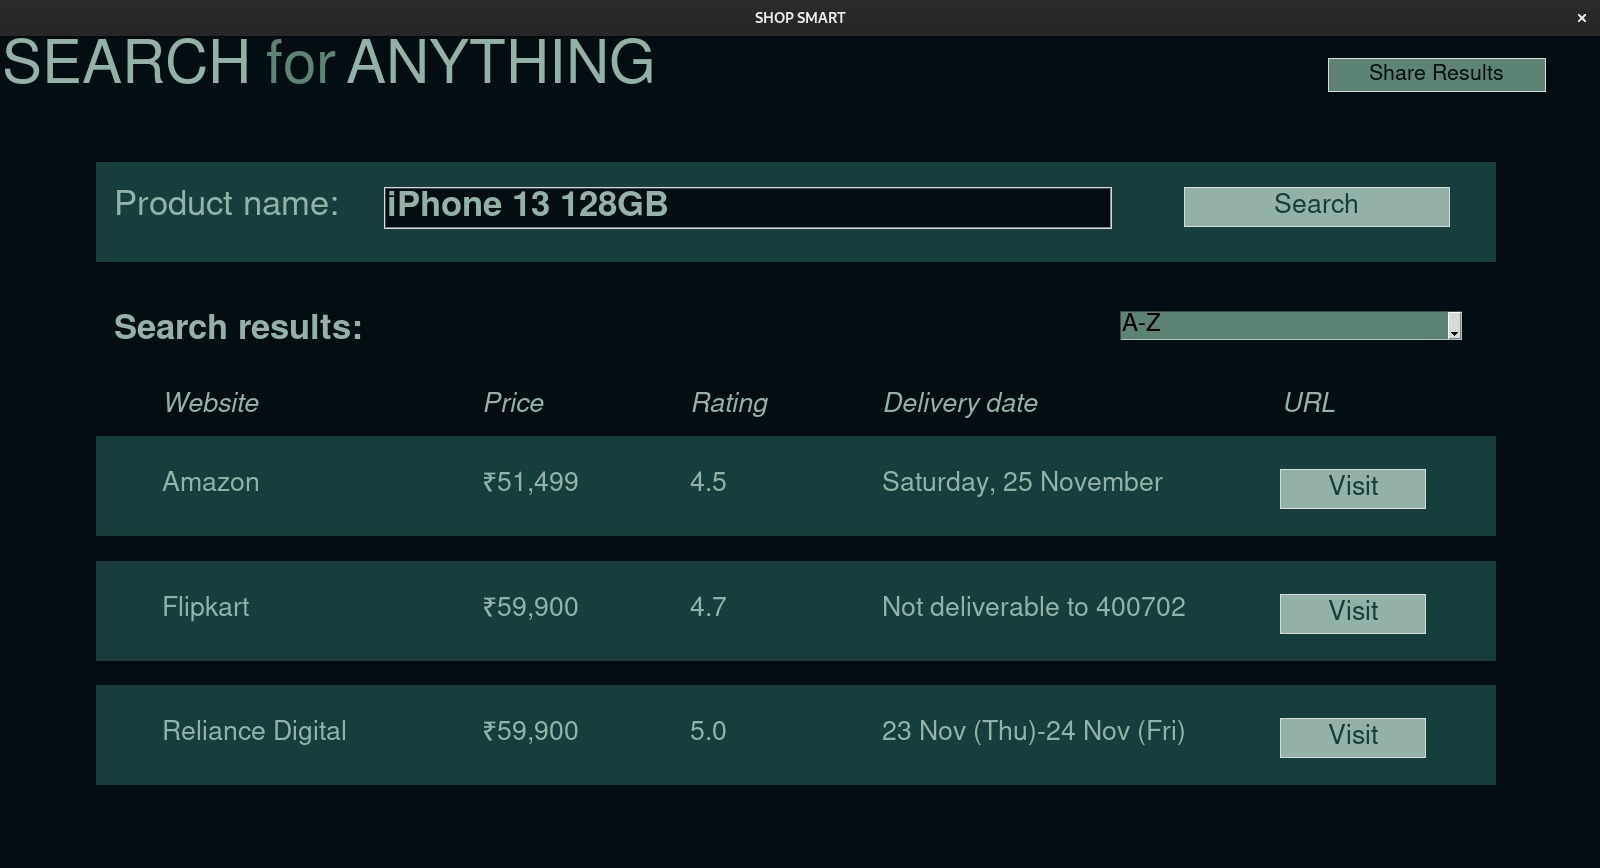 SHOP SMART
×
SEARCH for ANYTHING
Share Results
Product name: iPhone 13 128GB Search
Search results: A-Z
Website Price Rating Delivery date URL
Amazon ₹51,499 4.5 Saturday, 25 November Visit
Flipkart ₹59,900 4.7 Not deliverable to 400702 Visit
Reliance Digital ₹59,900 5.0 23 Nov (Thu)-24 Nov (Fri) Visit